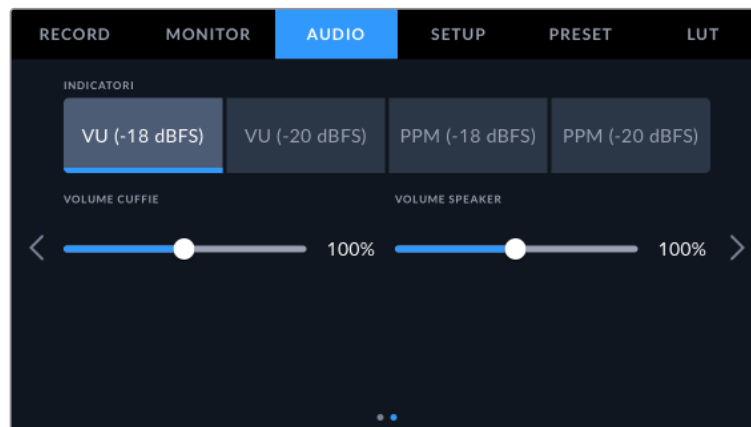 RECORD MONITOR AUDIO SETUP PRESET LUT
INDICATORI
VU (-18 dBFS) VU (-20 dBFS) PPM (-18 dBFS) PPM (-20 dBFS)
VOLUME CUFFIE VOLUME SPEAKER
100% 100%